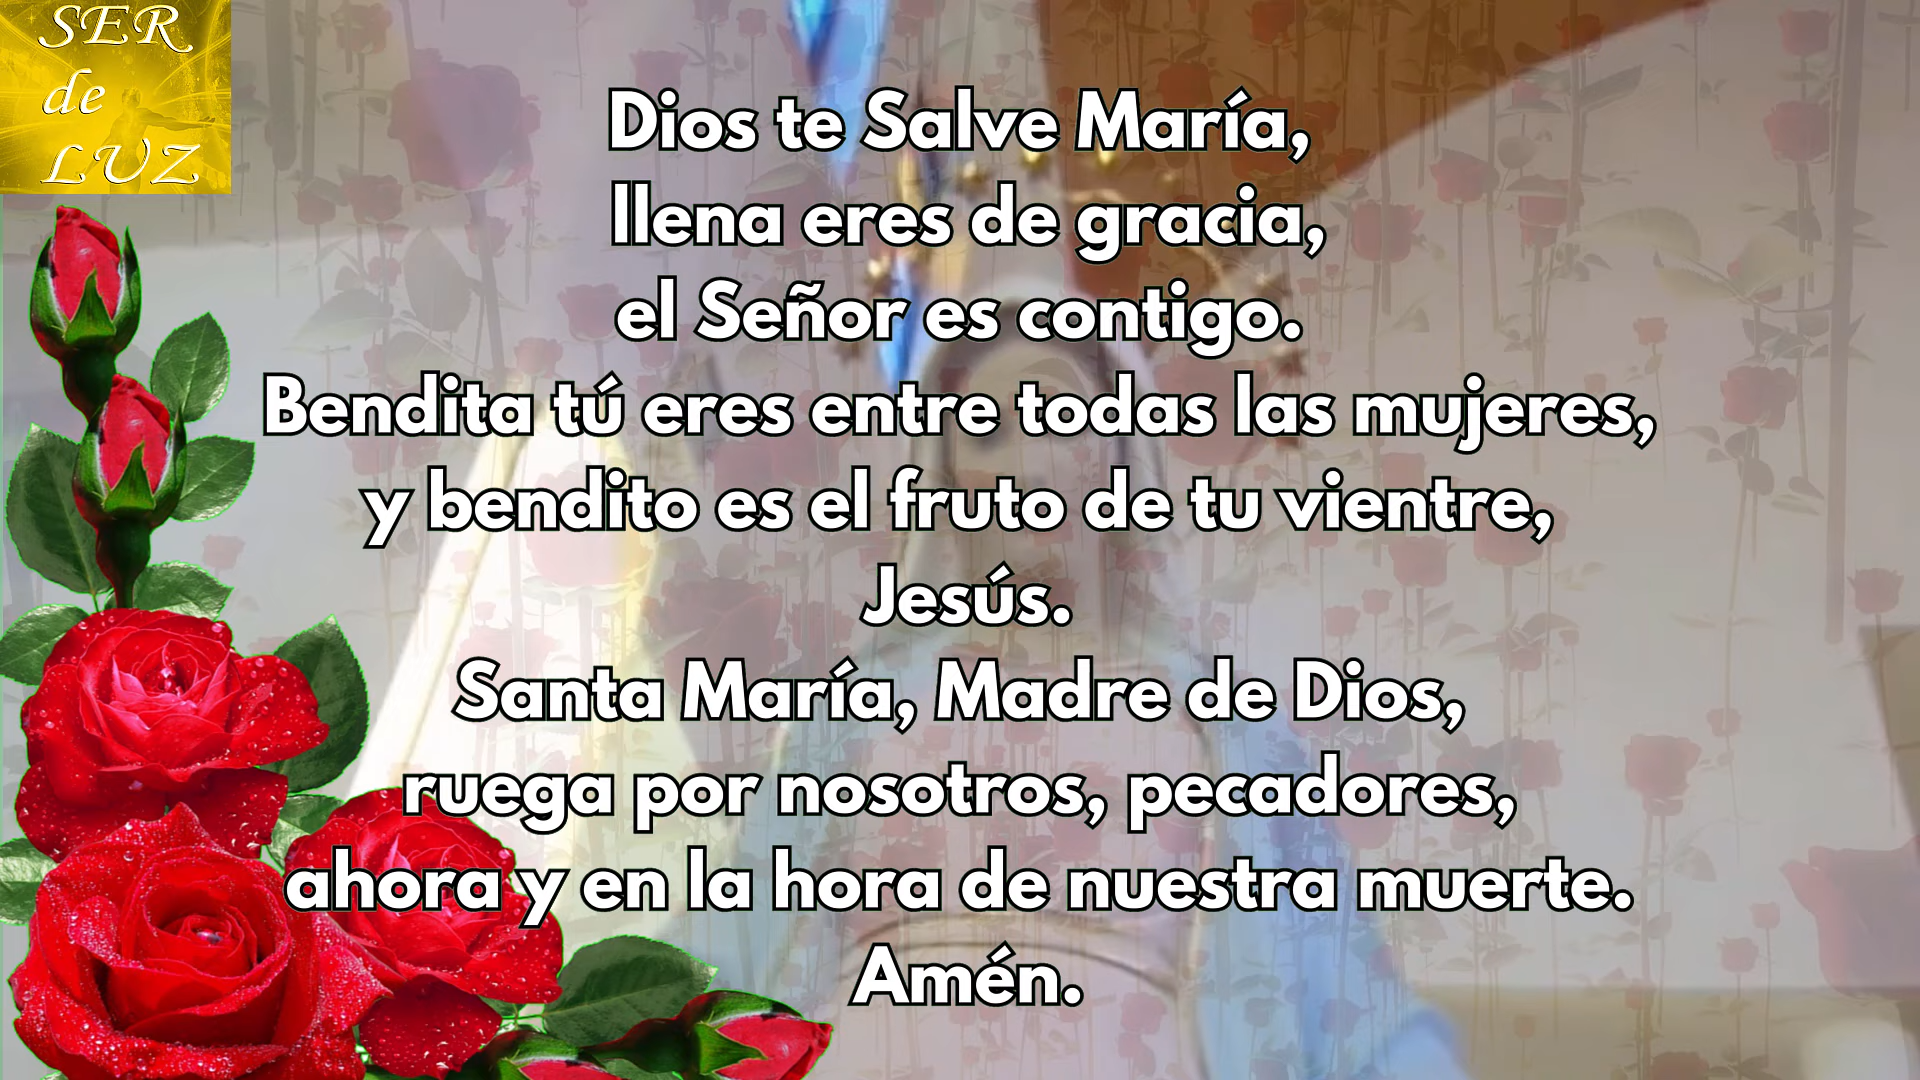 SER
de
LUZ
Dios te Salve María,
llena eres de gracia,
el Señor es contigo.
Bendita tú eres entre todas las mujeres,
y bendito es el fruto de tu vientre,
Jesús.
Santa María, Madre de Dios,
ruega por nosotros, pecadores,
ahora y en la hora de nuestra muerte.
Amén.